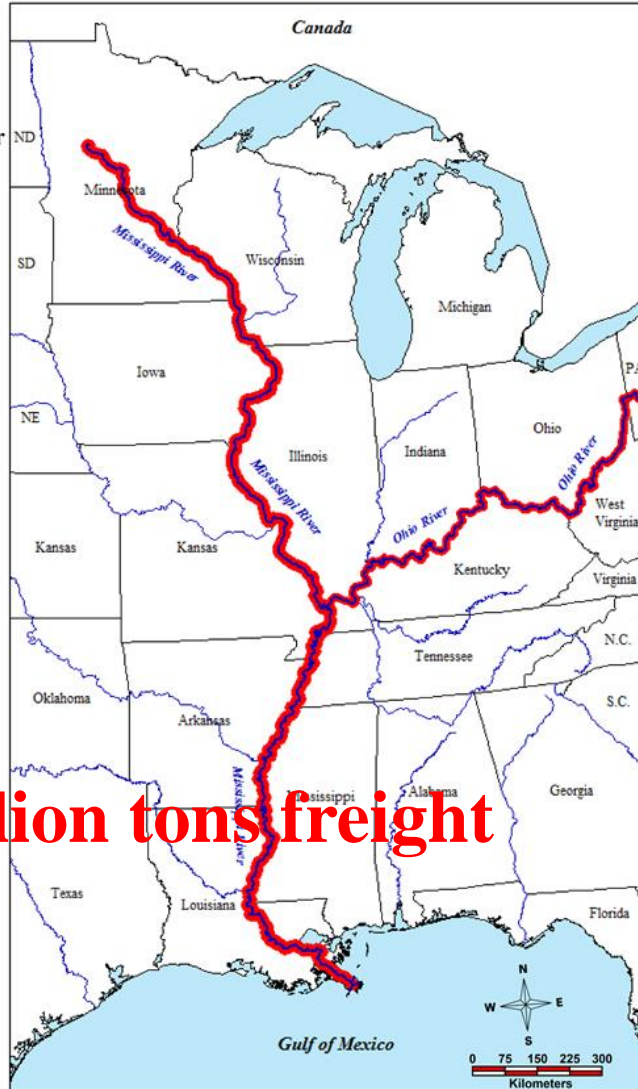 Canada
ND
Minnesota
Mississippi River
Wisconsin
SD
Michigan
Iowa
PA
NE
Ohio
Illinois
Indiana
Ohio River
Mississippi River
Ohio River
West
Virginia
Kansas
Kansas
Kentucky
Virginia
N.C.
Tennessee
Oklahoma
S.C.
Arkansas
Mississippi River
Mississippi
Alabama
Georgia
lion tons freight
Texas
Louisiana
Florida
N
W E
S
Gulf of Mexico
0 75 150 225 300
Kilometers